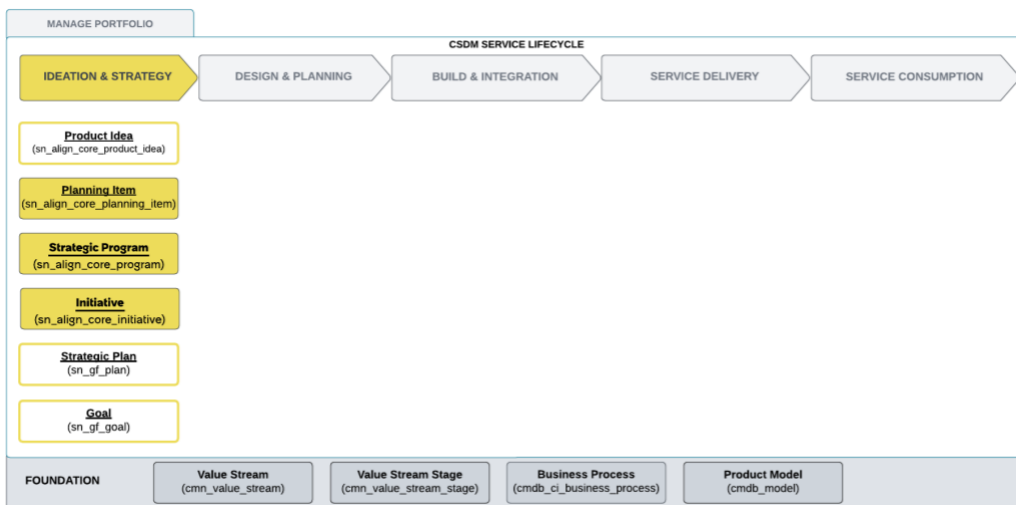 MANAGE PORTFOLIO
CSDM SERVICE LIFECYCLE
IDEATION & STRATEGY
DESIGN & PLANNING
BUILD & INTEGRATION
SERVICE DELIVERY
SERVICE CONSUMPTION
Product Idea
(sn_align_core_product_idea)
Planning Item
(sn_align_core_planning_item)
Strategic Program
(sn_align_core_program)
Initiative
(sn_align_core_initiative)
Strategic Plan
(sn_gf_plan)
Goal
(sn_gf_goal)
FOUNDATION
Value Stream
(cmn_value_stream)
Value Stream Stage
(cmn_value_stream_stage)
Business Process
(cmdb_ci_business_process)
Product Model
(cmdb_model)